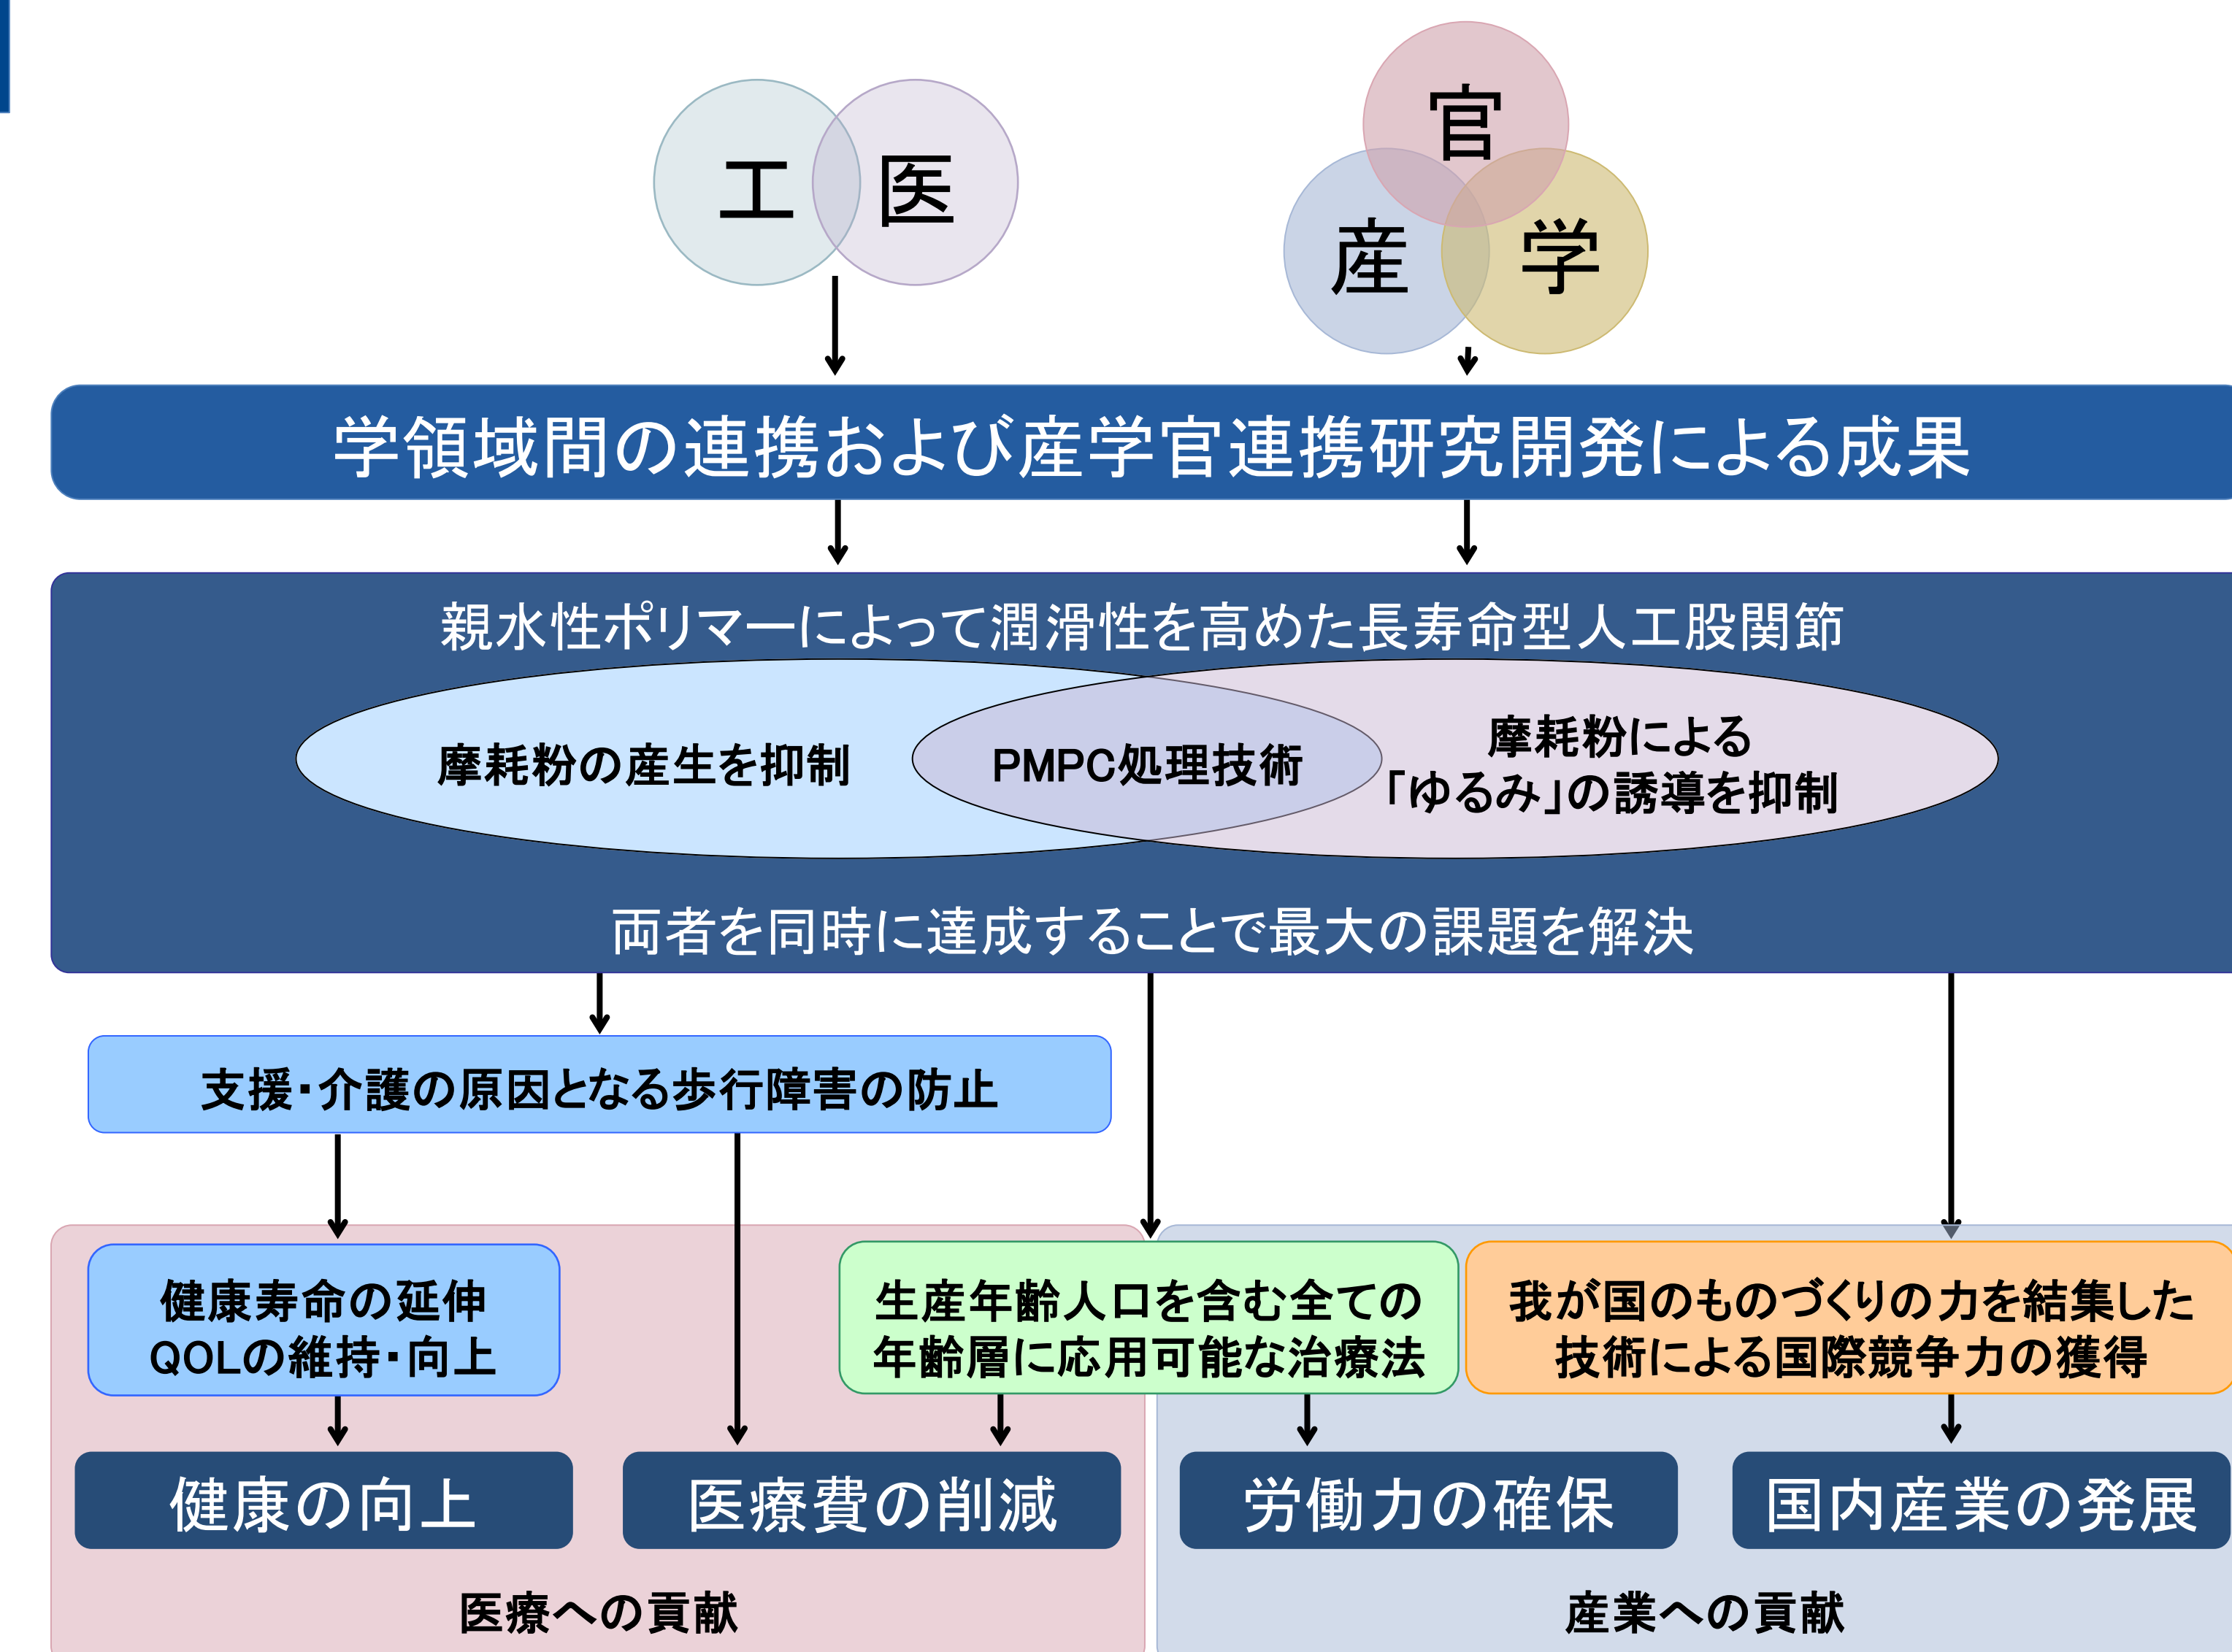 工 医
官
産 学
学領域間の連携および産学官連携研究開発による成果
親水性ポリマーによって潤滑性を高めた長寿命型人工股関節
摩耗粉の産生を抑制
PMPC処理技術
摩耗粉による
「ゆるみ」の誘導を抑制
両者を同時に達成することで最大の課題を解決
支援・介護の原因となる歩行障害の防止
健康寿命の延伸
QOLの維持・向上
生産年齢人口を含む全ての
年齢層に応用可能な治療法
我が国のものづくりの力を結集した
技術による国際競争力の獲得
健康の向上
医療費の削減
労働力の確保
国内産業の発展
医療への貢献
産業への貢献